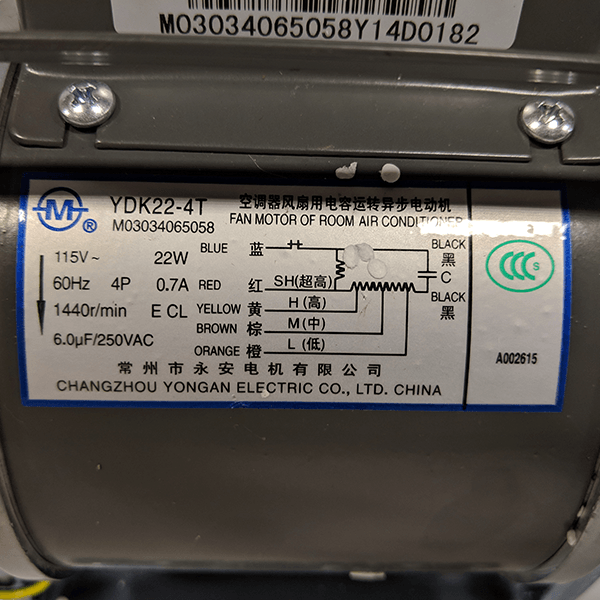 M03034065058Y14D0182
M
®
YDK22-4T
M03034065058
空调器风扇用电容运转异步电动机
FAN MOTOR OF ROOM AIR CONDITIONER
115V~ 22W
60Hz 4P 0.7A
1440r/min E CL
6.0μF/250VAC
BLUE 蓝
RED 红 SH(超高)
YELLOW 黄 H (高)
BROWN 棕 M (中)
ORANGE 橙 L (低)
BLACK
黑
C
BLACK
黑
CCC S
A002615
常州市永安电机有限公司
CHANGZHOU YONGAN ELECTRIC CO., LTD. CHINA